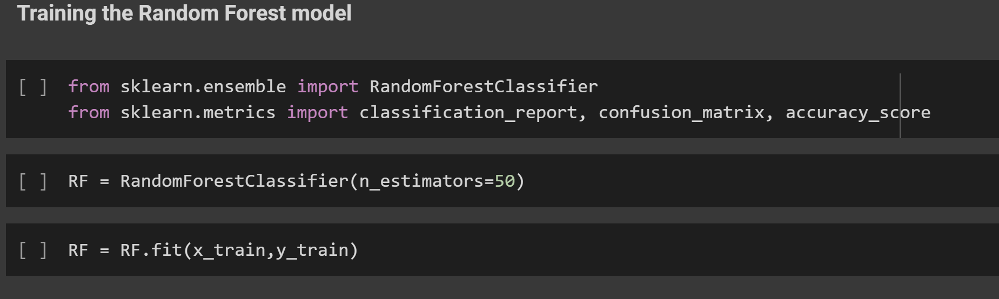 Training the Random Forest model
[ ] from sklearn.ensemble import RandomForestClassifier
from sklearn.metrics import classification_report, confusion_matrix, accuracy_score
[ ] RF = RandomForestClassifier(n_estimators=50)
[ ] RF = RF.fit(x_train,y_train)